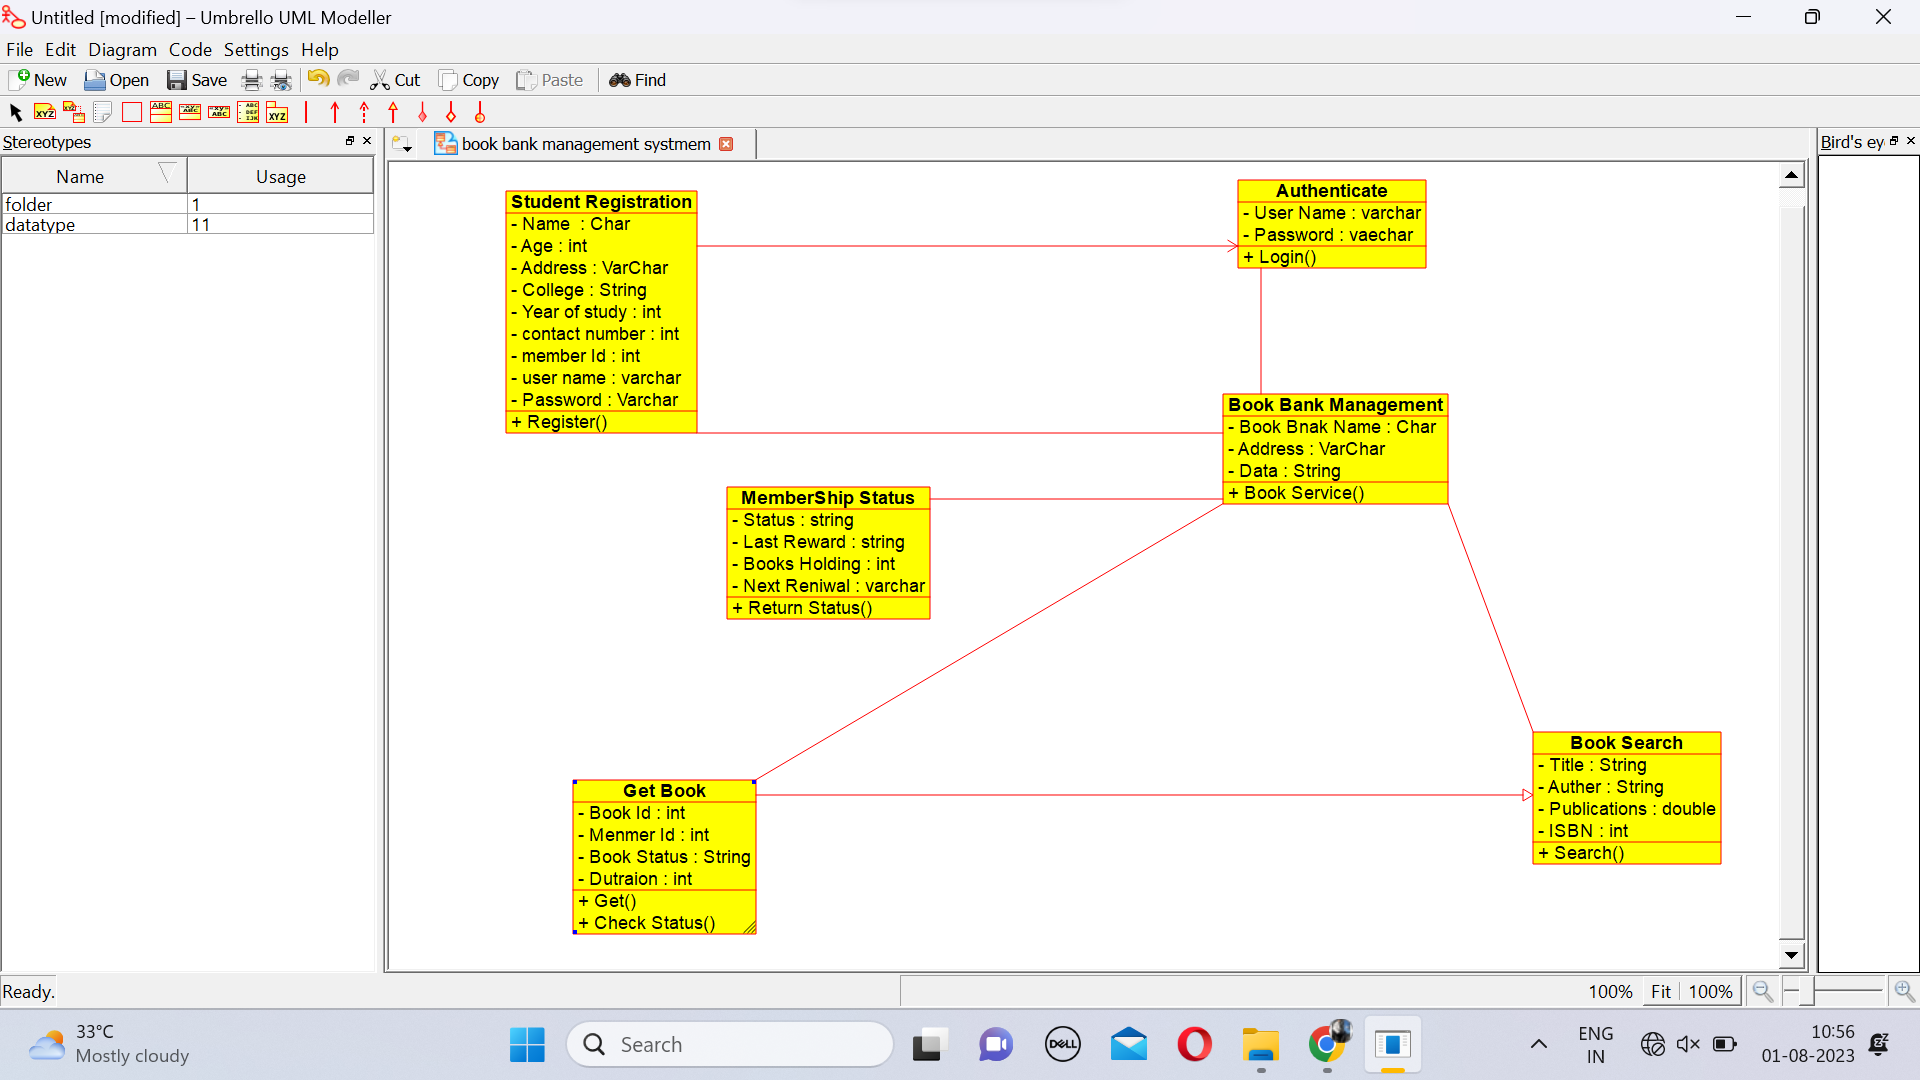 Untitled [modified] – Umbrello UML Modeller
File Edit Diagram Code Settings Help
New Open Save Cut Copy Paste Find
Stereotypes
Name Usage
folder 1
datatype 11
book bank management systmem
Bird's ey
Student Registration
- Name : Char
- Age : int
- Address : VarChar
- College : String
- Year of study : int
- contact number : int
- member Id : int
- user name : varchar
- Password : Varchar
+ Register()
Authenticate
- User Name : varchar
- Password : vaechar
+ Login()
Book Bank Management
- Book Bnak Name : Char
- Address : VarChar
- Data : String
+ Book Service()
MemberShip Status
- Status : string
- Last Reward : string
- Books Holding : int
- Next Reniwal : varchar
+ Return Status()
Get Book
- Book Id : int
- Menmer Id : int
- Book Status : String
- Dutraion : int
+ Get()
+ Check Status()
Book Search
- Title : String
- Auther : String
- Publications : double
- ISBN : int
+ Search()
Ready.
100% Fit 100%
33°C
Mostly cloudy
Search
DELL
ENG
IN
10:56
01-08-2023